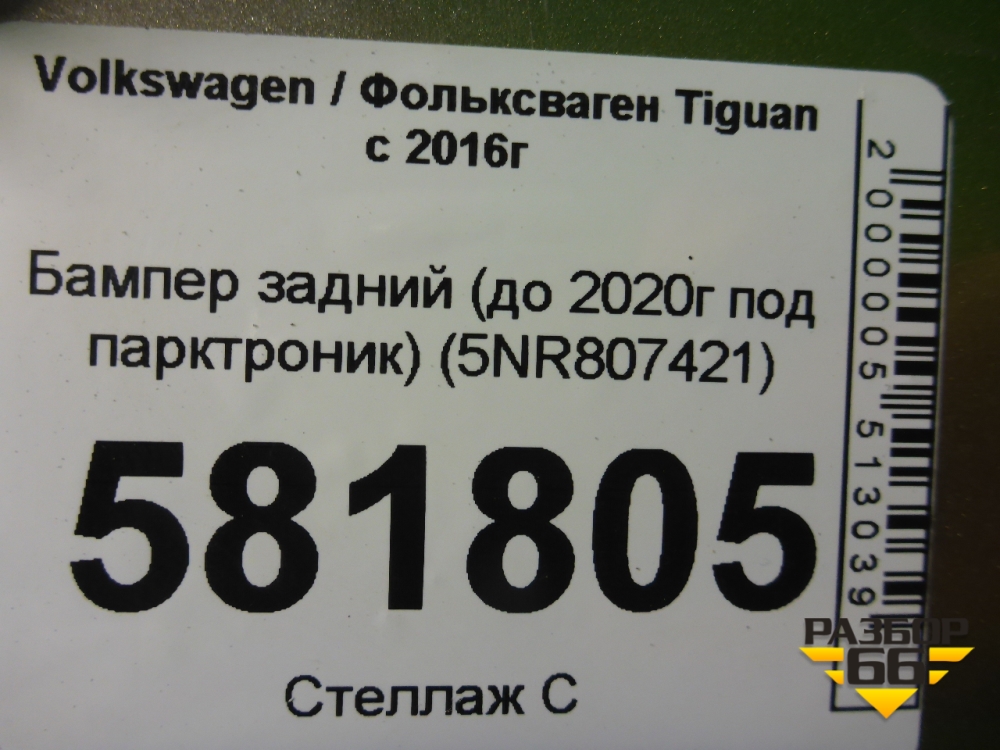 Volkswagen / Фольксваген Tiguan
с 2016г
Бампер задний (до 2020г под
парктроник) (5NR807421)
581805
Стеллаж С
2000005513039
РАЗБОР
66